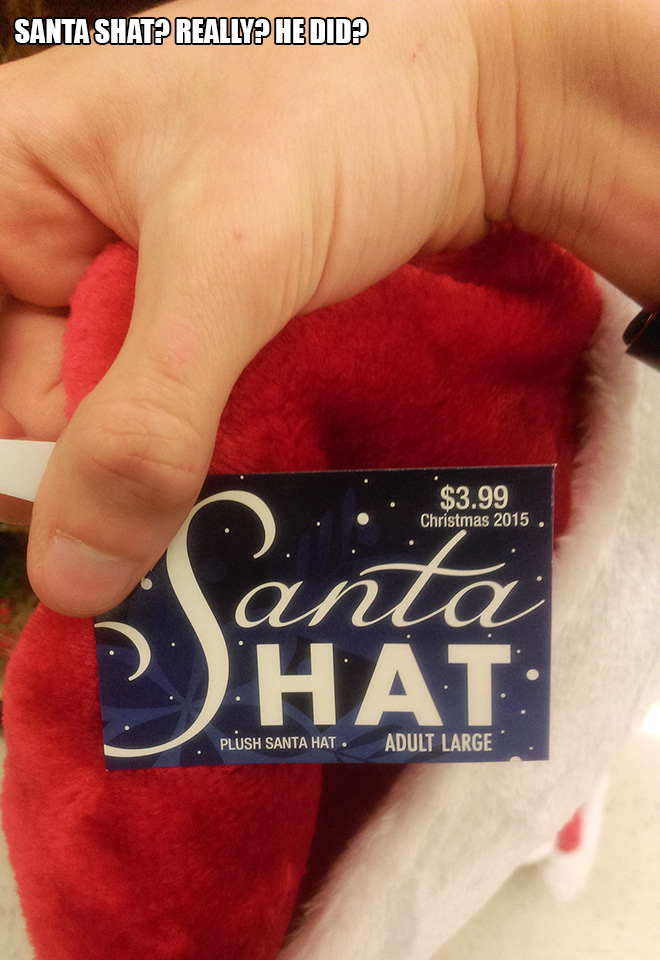 SANTA SHAT? REALLY? HE DID?
$3.99
Christmas 2015
Santa
HAT
PLUSH SANTA HAT
ADULT LARGE